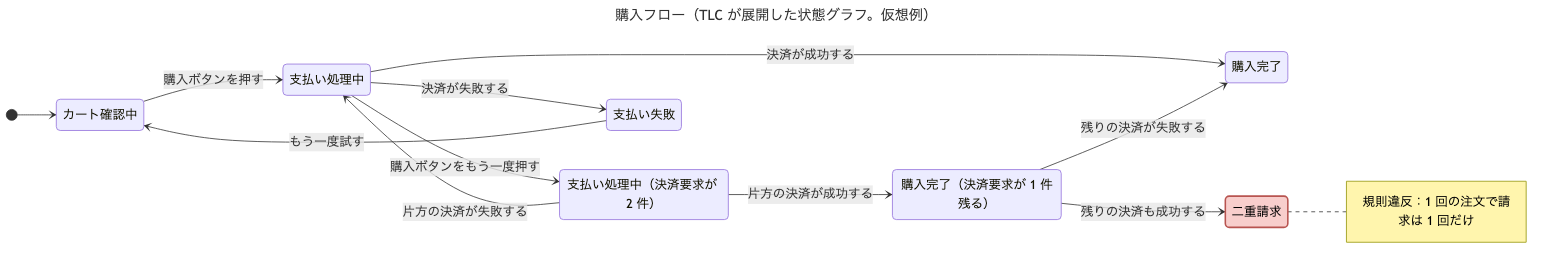 購入フロー（TLC が展開した状態グラフ。仮想例）
決済が成功する
購入完了
購入ボタンを押す
支払い処理中
決済が失敗する
カート確認中
支払い失敗
もう一度試す
残りの決済が失敗する
購入ボタンをもう一度押す
支払い処理中（決済要求が
2 件）
片方の決済が成功する
購入完了（決済要求が 1 件
残る）
片方の決済が失敗する
残りの決済も成功する
二重請求
規則違反：1 回の注文で請
求は 1 回だけ